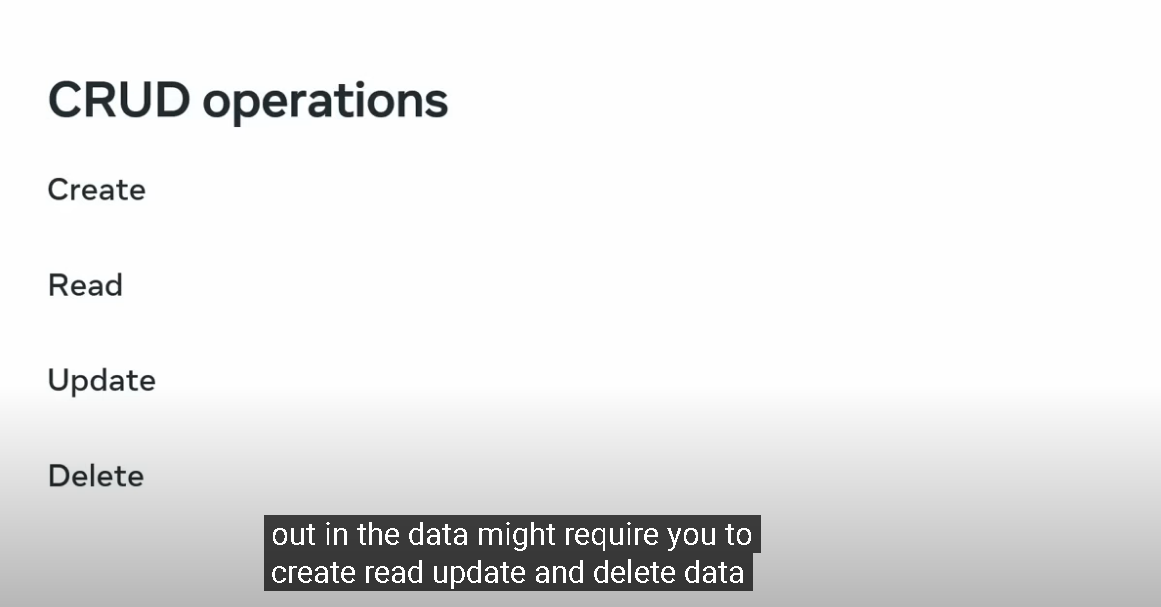 CRUD operations
Create
Read
Update
Delete
out in the data might require you to
create read update and delete data